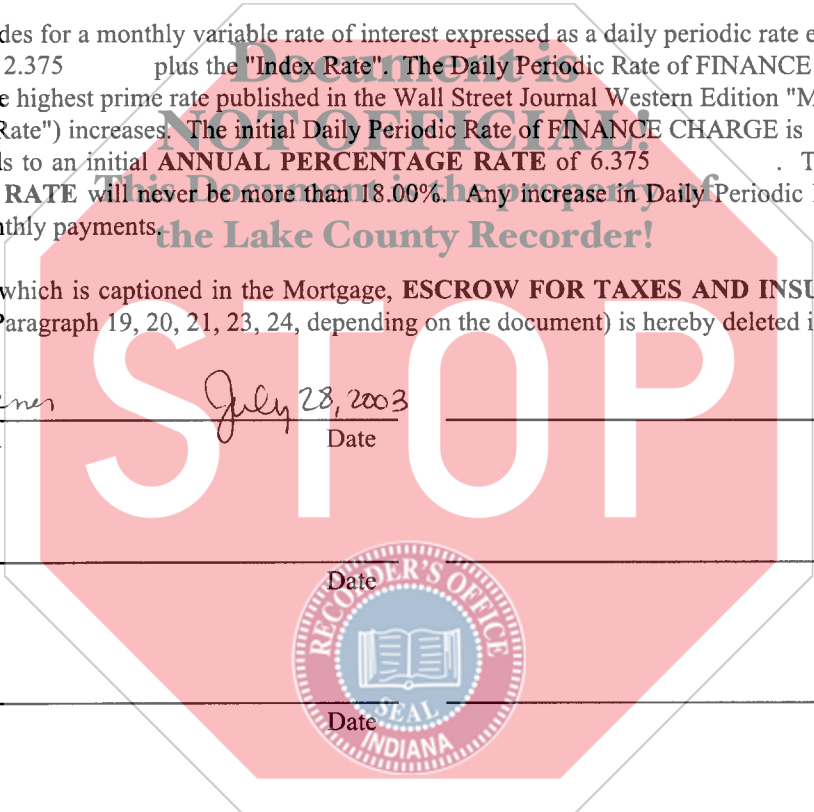 des for a monthly variable rate of interest expressed as a daily periodic rate e
2.375 plus the "Index Rate". The Daily Periodic Rate of FINANCE
e highest prime rate published in the Wall Street Journal Western Edition "M
Rate") increases. The initial Daily Periodic Rate of FINANCE CHARGE is
ls to an initial ANNUAL PERCENTAGE RATE of 6.375 . T
RATE will never be more than 18.00%. Any increase in Daily Periodic
nthly payments.
Document is
NOT OFFICIAL!
This Document is the property of
the Lake County Recorder!
which is captioned in the Mortgage, ESCROW FOR TAXES AND INSU
Paragraph 19, 20, 21, 23, 24, depending on the document) is hereby deleted i
July 28, 2003
Date
STOP
Date
RECORDER'S OFFICE
SEAL
INDIANA
Date